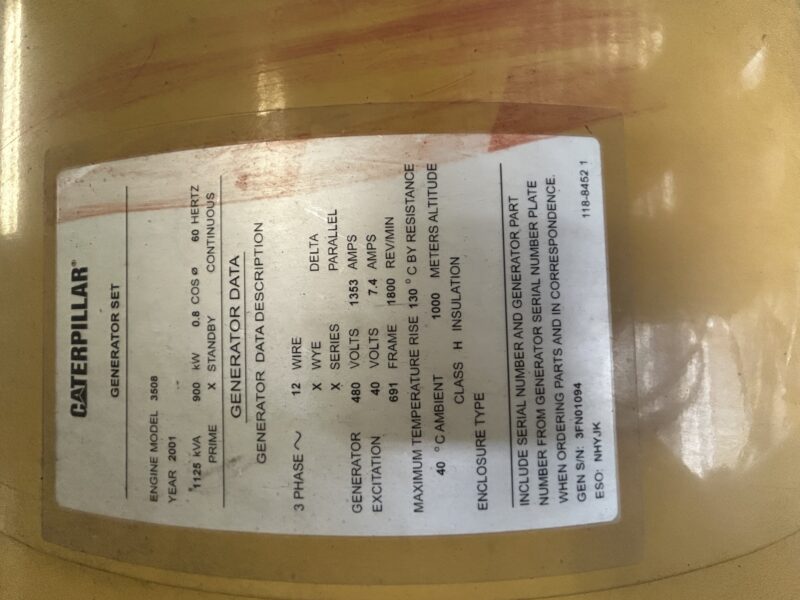 CATERPILLAR®
GENERATOR SET
ENGINE MODEL 3508
YEAR 2001
1125 kVA 900 kW 0.8 COS ø 60 HERTZ
PRIME X STANDBY CONTINUOUS
GENERATOR DATA
GENERATOR DATA DESCRIPTION
3 PHASE ~ 12 WIRE
X WYE DELTA
X SERIES PARALLEL
GENERATOR 480 VOLTS 1353 AMPS
EXCITATION 40 VOLTS 7.4 AMPS
691 FRAME 1800 REV/MIN
MAXIMUM TEMPERATURE RISE 130 °C BY RESISTANCE
40 °C AMBIENT 1000 METERS ALTITUDE
CLASS H INSULATION
ENCLOSURE TYPE
INCLUDE SERIAL NUMBER AND GENERATOR PART
NUMBER FROM GENERATOR SERIAL NUMBER PLATE
WHEN ORDERING PARTS AND IN CORRESPONDENCE.
GEN S/N: 3FN01094 118-8452 1
ESO: NHYJK